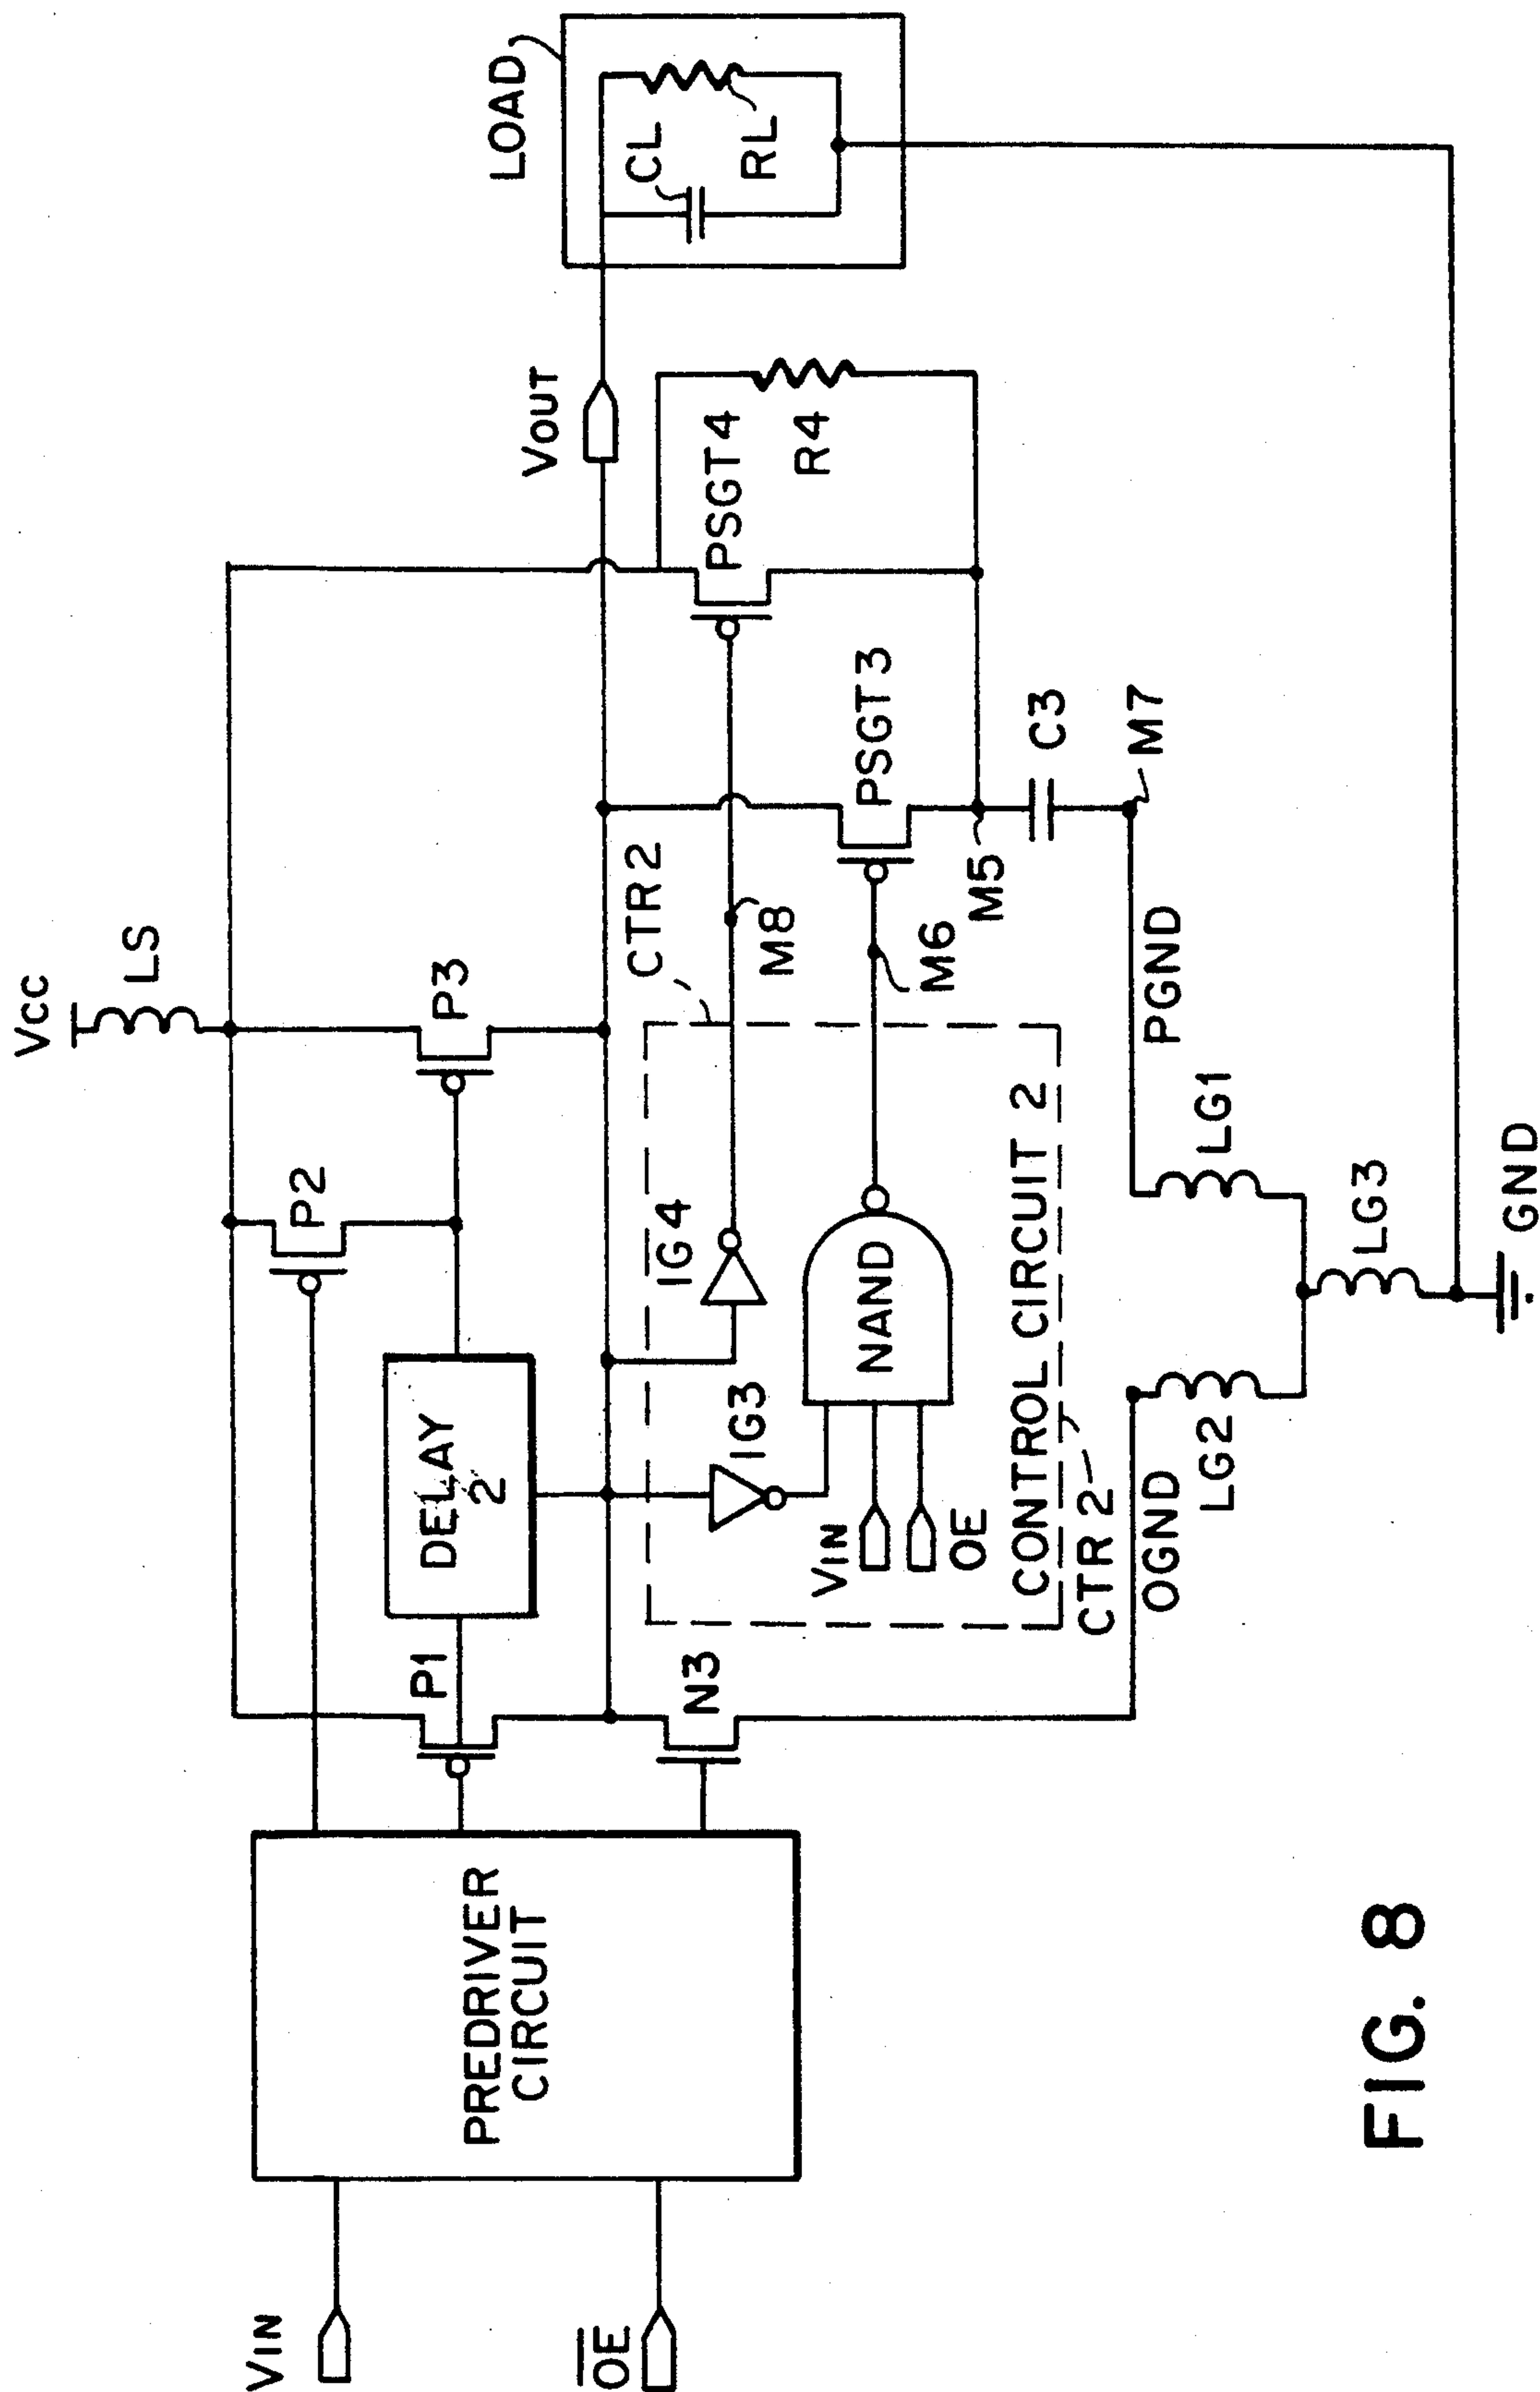 VCC
LS
LOAD
P2
P3
VOUT
CL
RL
VIN
OE
PREDRIVER
CIRCUIT
P1
DELAY
2
N3
IG3
IG4
CTR2
M8
PSGT4
R4
VIN
OE
NAND
M6
PSGT3
CONTROL CIRCUIT 2
CTR2
M5
C3
OGND
PGND
M7
LG2
LG1
LG3
GND
FIG. 8